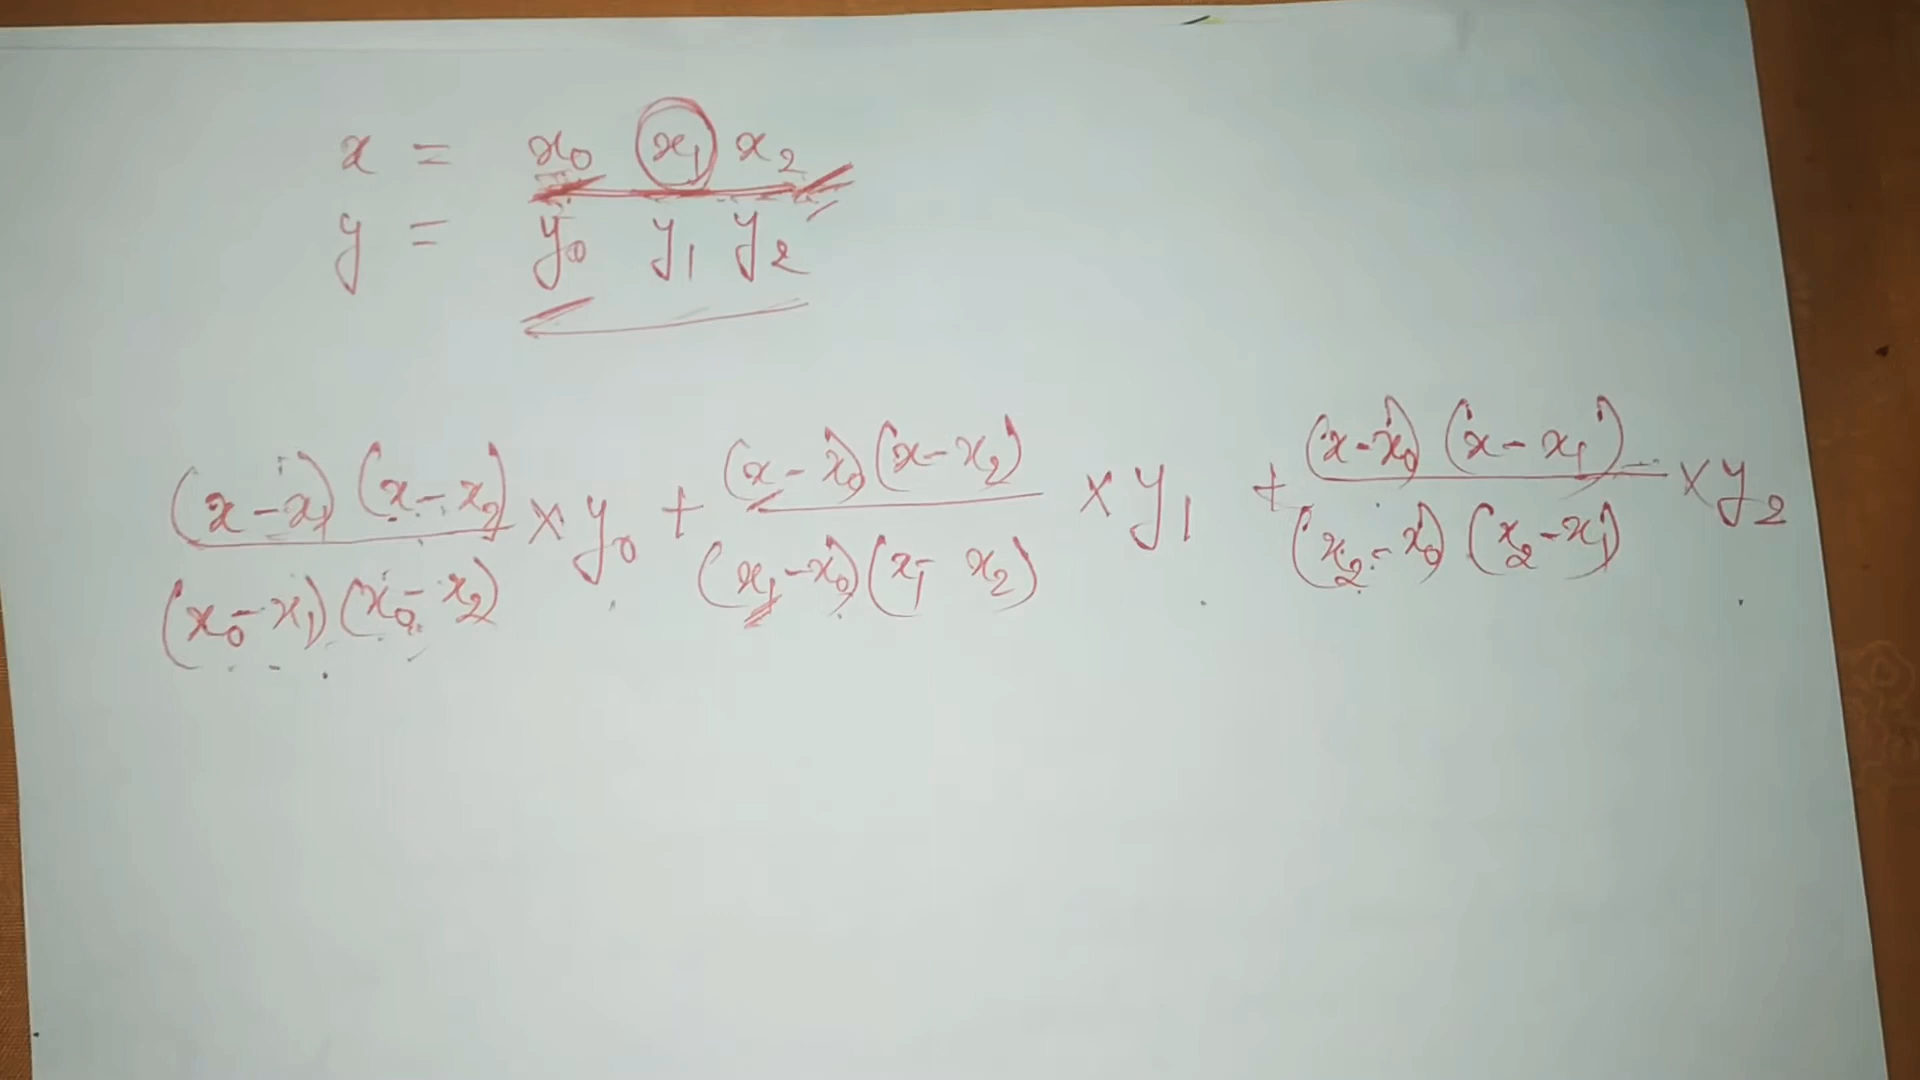 x = x₀ x₁ x₂
y = y₀ y₁ y₂
(x-x₁)(x-x₂) × y₀ + (x-x₀)(x-x₂) × y₁ + (x-x₀)(x-x₁) × y₂
(x₀-x₁)(x₀-x₂) (x₁-x₀)(x₁- x₂) (x₂-x₀)(x₂-x₁)